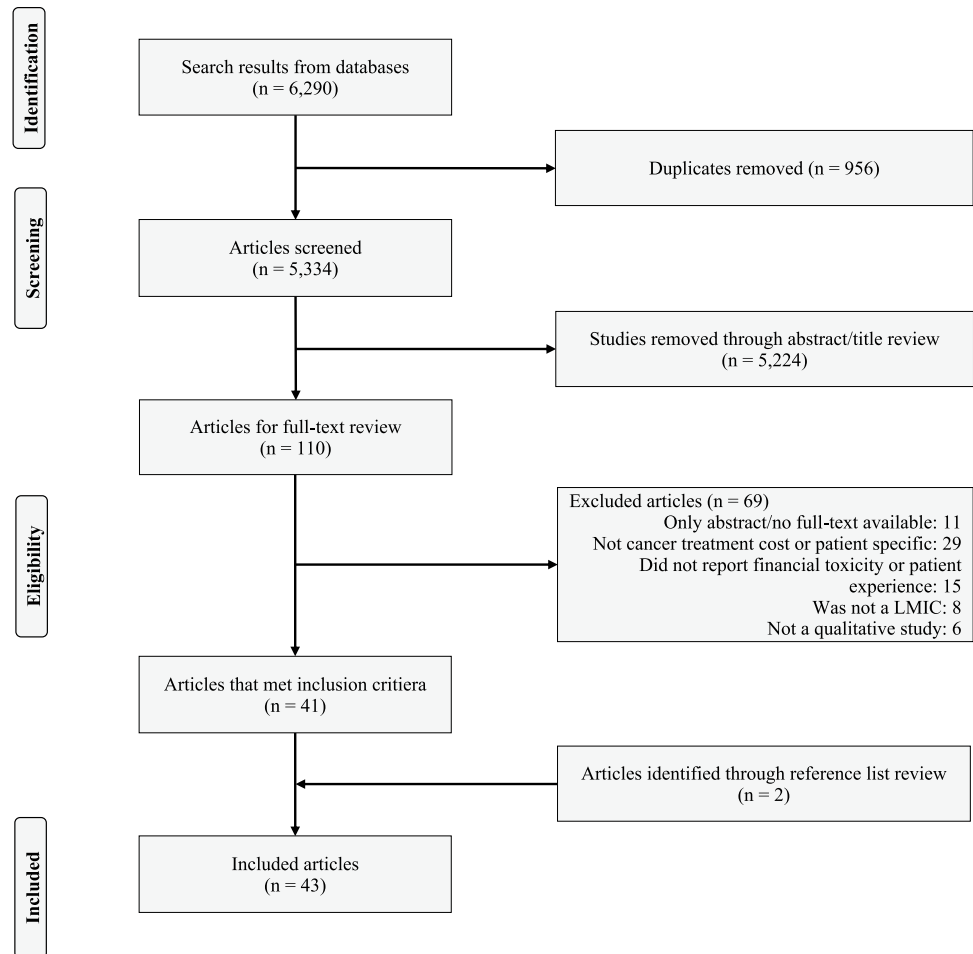 Identification
Search results from databases
(n = 6,290)
Duplicates removed (n = 956)
Screening
Articles screened
(n = 5,334)
Studies removed through abstract/title review
(n = 5,224)
Articles for full-text review
(n = 110)
Eligibility
Excluded articles (n = 69)
Only abstract/no full-text available: 11
Not cancer treatment cost or patient specific: 29
Did not report financial toxicity or patient
experience: 15
Was not a LMIC: 8
Not a qualitative study: 6
Articles that met inclusion critiera
(n = 41)
Articles identified through reference list review
(n = 2)
Included
Included articles
(n = 43)